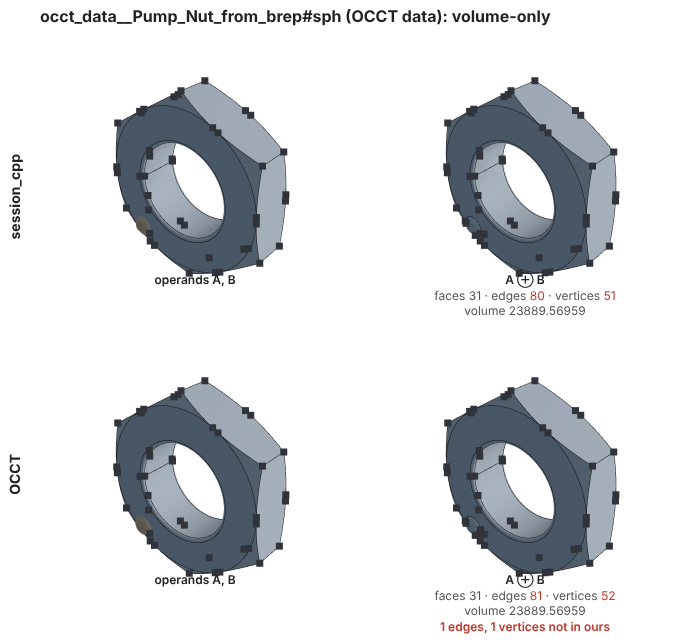 occt_data__Pump_Nut_from_brep#sph (OCCT data): volume-only
session_cpp
operands A, B
A ⊕ B
faces 31 · edges 80 · vertices 51
volume 23889.56959
OCCT
operands A, B
A ⊕ B
faces 31 · edges 81 · vertices 52
volume 23889.56959
1 edges, 1 vertices not in ours